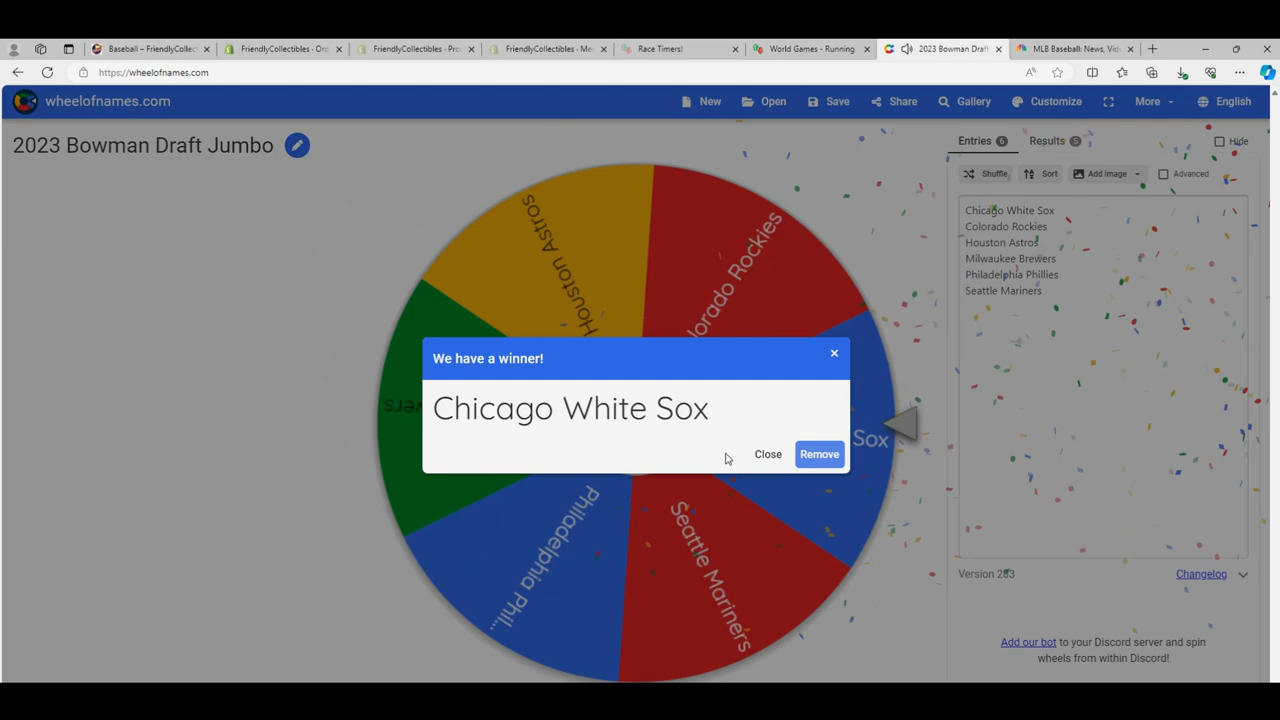 Baseball – FriendlyCollec
FriendlyCollectibles · Ord
FriendlyCollectibles · Pro
FriendlyCollectibles · Me
Race Timers!
World Games - Running
2023 Bowman Draft
MLB Baseball: News, Vide
https://wheelofnames.com
wheelofnames.com
New
Open
Save
Share
Gallery
Customize
More
English
2023 Bowman Draft Jumbo
Entries 6
Results 5
Hide
Shuffle
Sort
Add image
Advanced
Chicago White Sox
Colorado Rockies
Houston Astros
Milwaukee Brewers
Philadelphia Phillies
Seattle Mariners
Houston Astros
lorado Rockies
vers
Sox
Philadelphia Phil...
Seattle Mariners
We have a winner!
Chicago White Sox
Close
Remove
Version 283
Changelog
Add our bot to your Discord server and spin
wheels from within Discord!